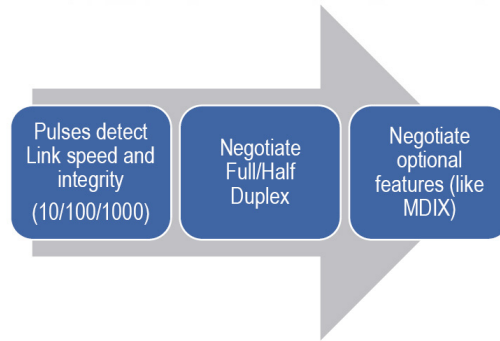 Pulses detect
Link speed and
integrity
(10/100/1000)
Negotiate
Full/Half
Duplex
Negotiate
optional
features (like
MDIX)